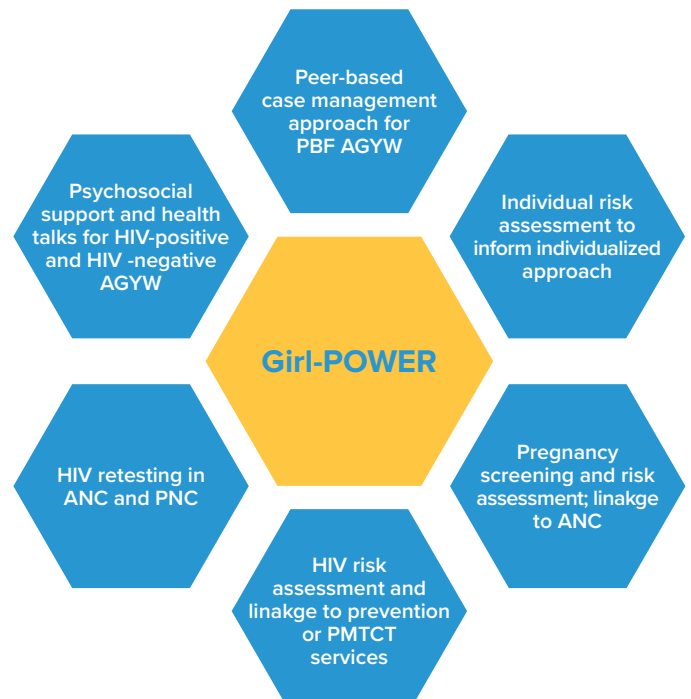 Peer-based
case management
approach for
PBF AGYW
Psychosocial
support and health
talks for HIV-positive
and HIV -negative
AGYW
Individual risk
assessment to
inform individualized
approach
Girl-POWER
HIV retesting in
ANC and PNC
Pregnancy
screening and risk
assessment; linakge
to ANC
HIV risk
assessment and
linakge to prevention
or PMTCT
services